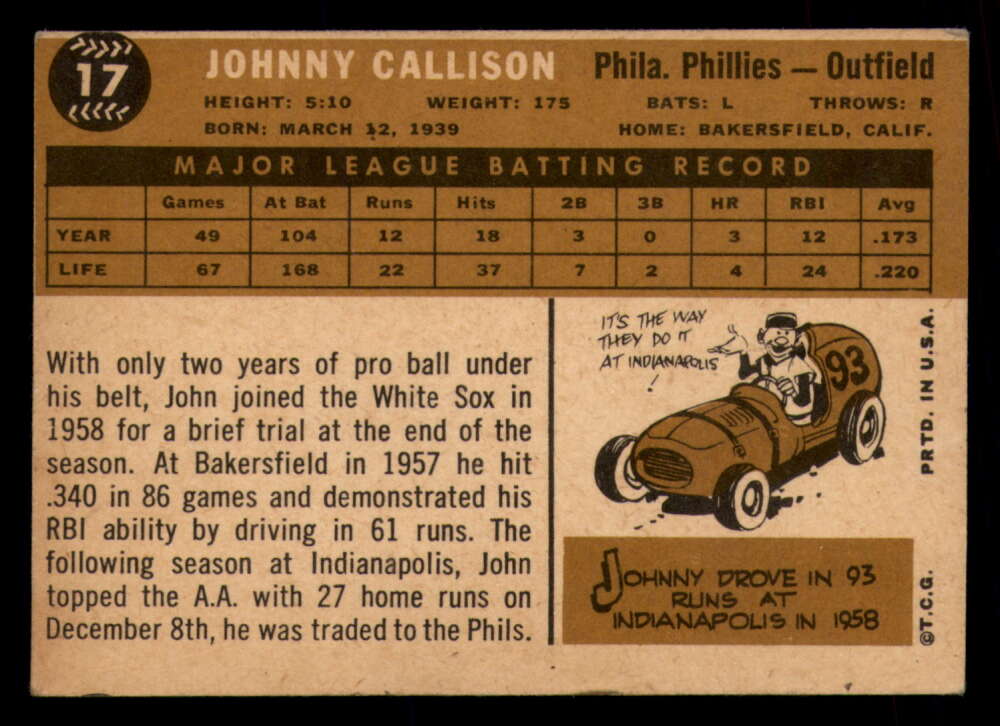 17
JOHNNY CALLISON Phila. Phillies — Outfield
HEIGHT: 5:10 WEIGHT: 175 BATS: L THROWS: R
BORN: MARCH 12, 1939 HOME: BAKERSFIELD, CALIF.
MAJOR LEAGUE BATTING RECORD
Games At Bat Runs Hits 2B 3B HR RBI Avg
YEAR 49 104 12 18 3 0 3 12 .173
LIFE 67 168 22 37 7 2 4 24 .220
With only two years of pro ball under
his belt, John joined the White Sox in
1958 for a brief trial at the end of the
season. At Bakersfield in 1957 he hit
.340 in 86 games and demonstrated his
RBI ability by driving in 61 runs. The
following season at Indianapolis, John
topped the A.A. with 27 home runs on
December 8th, he was traded to the Phils.
IT'S THE WAY
THEY DO IT
AT INDIANAPOLIS
!
93
JOHNNY DROVE IN 93
RUNS AT
INDIANAPOLIS IN 1958
PRTD. IN U.S.A.
©T.C.G.